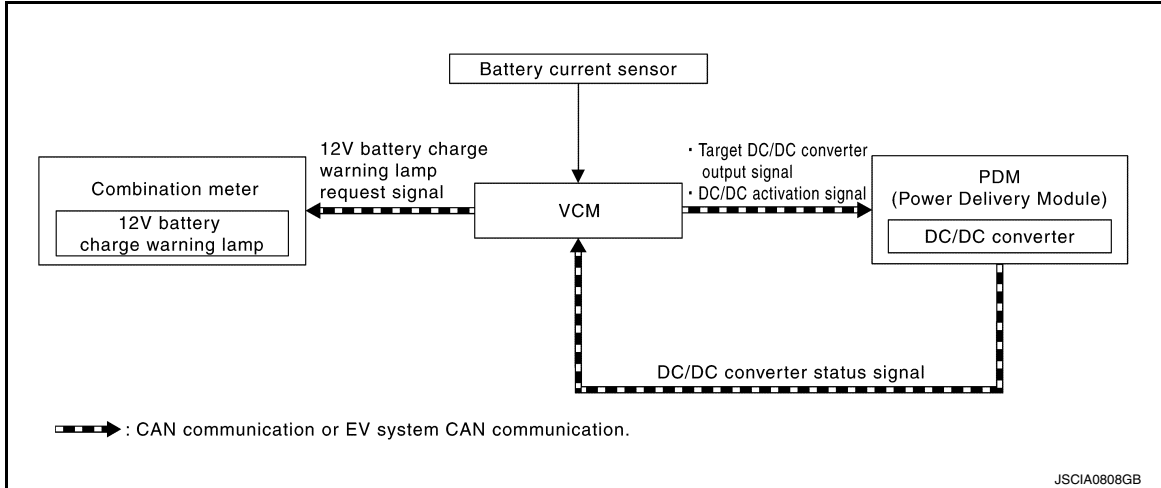 Battery current sensor
12V battery charge
warning lamp
request signal
· Target DC/DC converter
output signal
· DC/DC activation signal
Combination meter
12V battery
charge warning lamp
VCM
PDM
(Power Delivery Module)
DC/DC converter
DC/DC converter status signal
: CAN communication or EV system CAN communication.
JSCIA0808GB